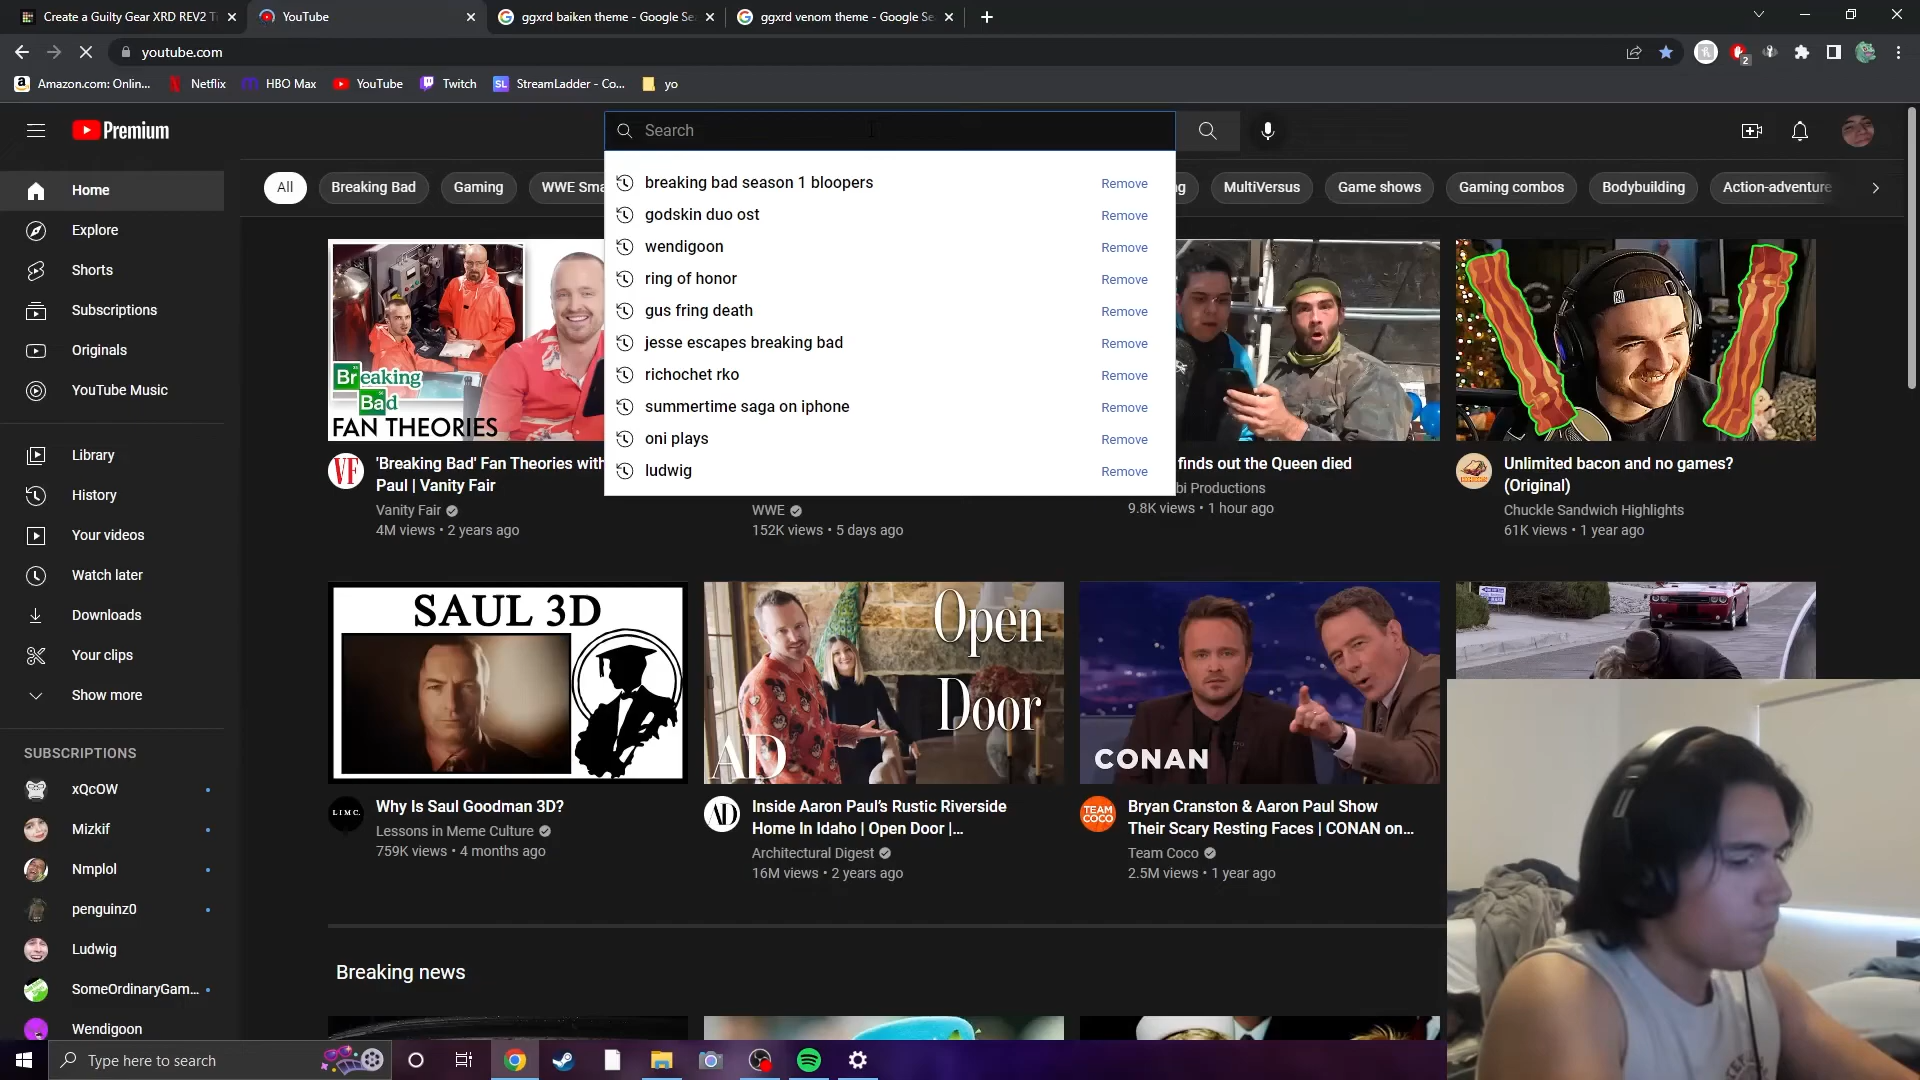 Create a Guilty Gear XRD REV2 T
YouTube
ggxrd baiken theme - Google Se
ggxrd venom theme - Google Se
youtube.com
2
Amazon.com: Onlin...
Netflix
HBO Max
YouTube
Twitch
SL
StreamLadder - Co...
yo
Premium
Search
Home
Explore
Shorts
Subscriptions
Originals
YouTube Music
Library
History
Your videos
Watch later
Downloads
Your clips
Show more
SUBSCRIPTIONS
xQcOW
Mizkif
Nmplol
penguinz0
Ludwig
SomeOrdinaryGam...
Wendigoon
All
Breaking Bad
Gaming
WWE Sma
MultiVersus
Game shows
Gaming combos
Bodybuilding
Action-adventure
breaking bad season 1 bloopers
Remove
godskin duo ost
Remove
wendigoon
Remove
ring of honor
Remove
gus fring death
Remove
jesse escapes breaking bad
Remove
richochet rko
Remove
summertime saga on iphone
Remove
oni plays
Remove
ludwig
Remove
Breaking
Bad
FAN THEORIES
VF
'Breaking Bad' Fan Theories with
Paul | Vanity Fair
Vanity Fair
4M views • 2 years ago
WWE
152K views • 5 days ago
finds out the Queen died
bi Productions
9.8K views • 1 hour ago
Unlimited bacon and no games?
(Original)
Chuckle Sandwich Highlights
61K views • 1 year ago
SAUL 3D
L I M C.
Why Is Saul Goodman 3D?
Lessons in Meme Culture
759K views • 4 months ago
Open
Door
AD
AD
Inside Aaron Paul's Rustic Riverside
Home In Idaho | Open Door |...
Architectural Digest
16M views • 2 years ago
CONAN
TEAM
COCO
Bryan Cranston & Aaron Paul Show
Their Scary Resting Faces | CONAN on...
Team Coco
2.5M views • 1 year ago
Breaking news
Type here to search